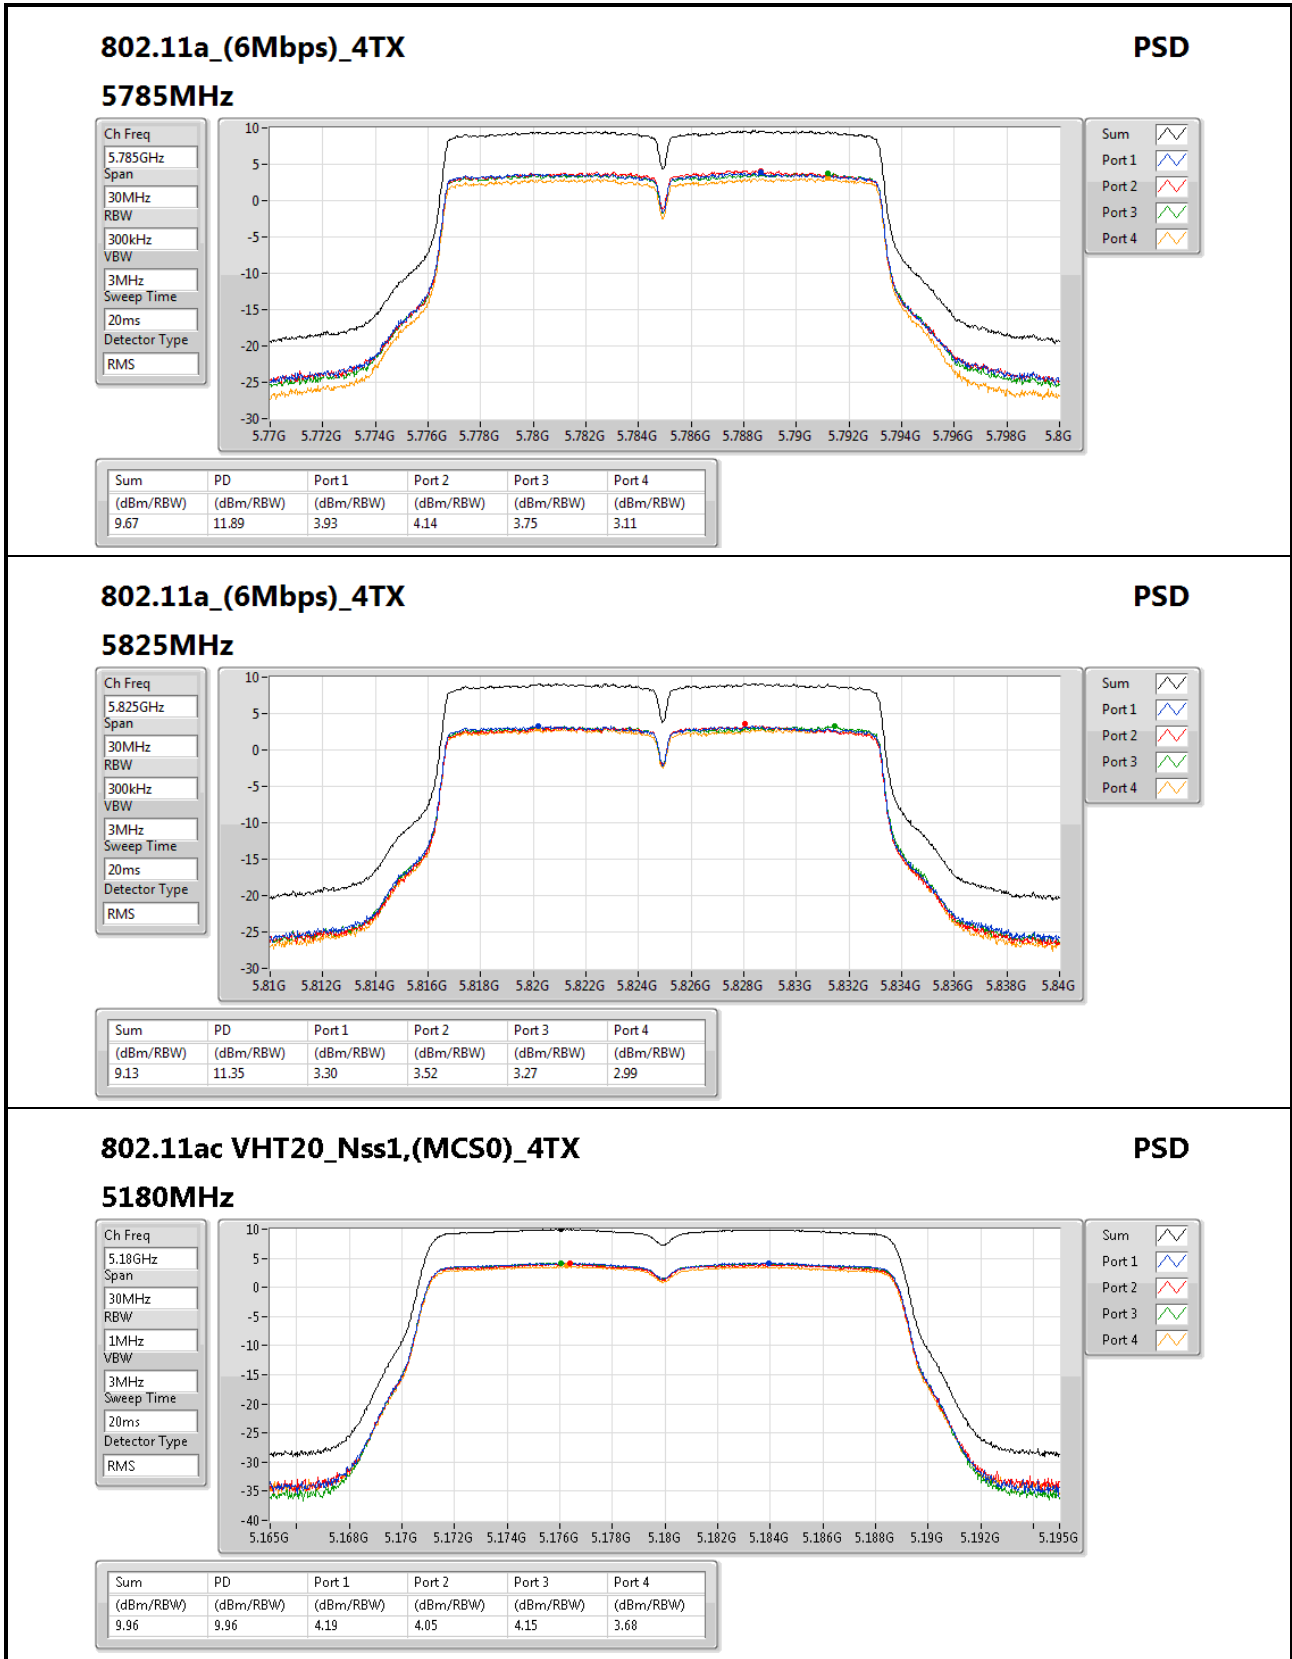 802.11a_(6Mbps)_4TX PSD
5785MHz
Ch Freq
5.785GHz
Span
30MHz
RBW
300kHz
VBW
3MHz
Sweep Time
20ms
Detector Type
RMS
10
5
0
-5
-10
-15
-20
-25
-30
5.77G 5.772G 5.774G 5.776G 5.778G 5.78G 5.782G 5.784G 5.786G 5.788G 5.79G 5.792G 5.794G 5.796G 5.798G 5.8G
Sum
Port 1
Port 2
Port 3
Port 4
Sum PD Port 1 Port 2 Port 3 Port 4
(dBm/RBW) (dBm/RBW) (dBm/RBW) (dBm/RBW) (dBm/RBW) (dBm/RBW)
9.67 11.89 3.93 4.14 3.75 3.11
802.11a_(6Mbps)_4TX PSD
5825MHz
Ch Freq
5.825GHz
Span
30MHz
RBW
300kHz
VBW
3MHz
Sweep Time
20ms
Detector Type
RMS
10
5
0
-5
-10
-15
-20
-25
-30
5.81G 5.812G 5.814G 5.816G 5.818G 5.82G 5.822G 5.824G 5.826G 5.828G 5.83G 5.832G 5.834G 5.836G 5.838G 5.84G
Sum
Port 1
Port 2
Port 3
Port 4
Sum PD Port 1 Port 2 Port 3 Port 4
(dBm/RBW) (dBm/RBW) (dBm/RBW) (dBm/RBW) (dBm/RBW) (dBm/RBW)
9.13 11.35 3.30 3.52 3.27 2.99
802.11ac VHT20_Nss1,(MCS0)_4TX PSD
5180MHz
Ch Freq
5.18GHz
Span
30MHz
RBW
1MHz
VBW
3MHz
Sweep Time
20ms
Detector Type
RMS
10
5
0
-5
-10
-15
-20
-25
-30
-35
-40
5.165G 5.168G 5.17G 5.172G 5.174G 5.176G 5.178G 5.18G 5.182G 5.184G 5.186G 5.188G 5.19G 5.192G 5.195G
Sum
Port 1
Port 2
Port 3
Port 4
Sum PD Port 1 Port 2 Port 3 Port 4
(dBm/RBW) (dBm/RBW) (dBm/RBW) (dBm/RBW) (dBm/RBW) (dBm/RBW)
9.96 9.96 4.19 4.05 4.15 3.68